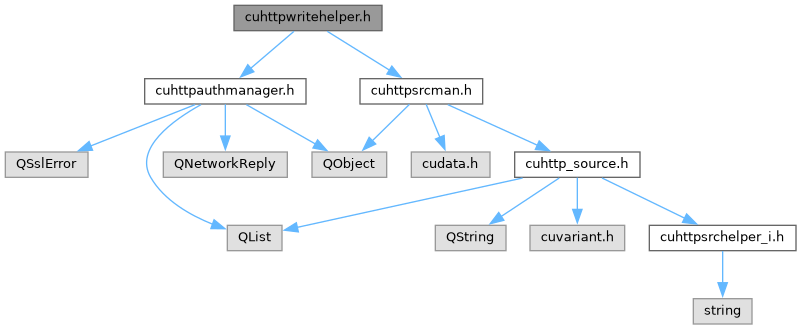 cuhttpwritehelper.h
cuhttpauthmanager.h
cuhttpsrcman.h
QSslError
QNetworkReply
QObject
cudata.h
cuhttp_source.h
QList
QString
cuvariant.h
cuhttpsrchelper_i.h
string